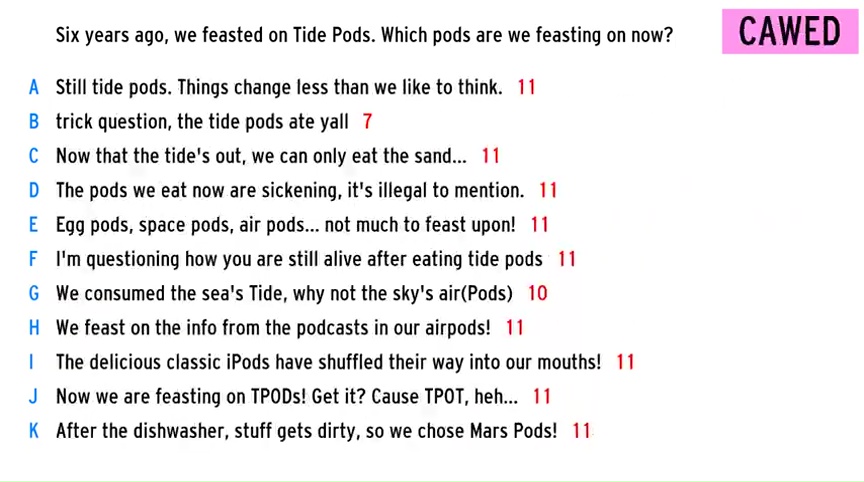 Six years ago, we feasted on Tide Pods. Which pods are we feasting on now?
CAWED
A Still tide pods. Things change less than we like to think. 11
B trick question, the tide pods ate yall 7
C Now that the tide's out, we can only eat the sand... 11
D The pods we eat now are sickening, it's illegal to mention. 11
E Egg pods, space pods, air pods... not much to feast upon! 11
F I'm questioning how you are still alive after eating tide pods 11
G We consumed the sea's Tide, why not the sky's air(Pods) 10
H We feast on the info from the podcasts in our airpods! 11
I The delicious classic iPods have shuffled their way into our mouths! 11
J Now we are feasting on TPODs! Get it? Cause TPOT, heh... 11
K After the dishwasher, stuff gets dirty, so we chose Mars Pods! 11